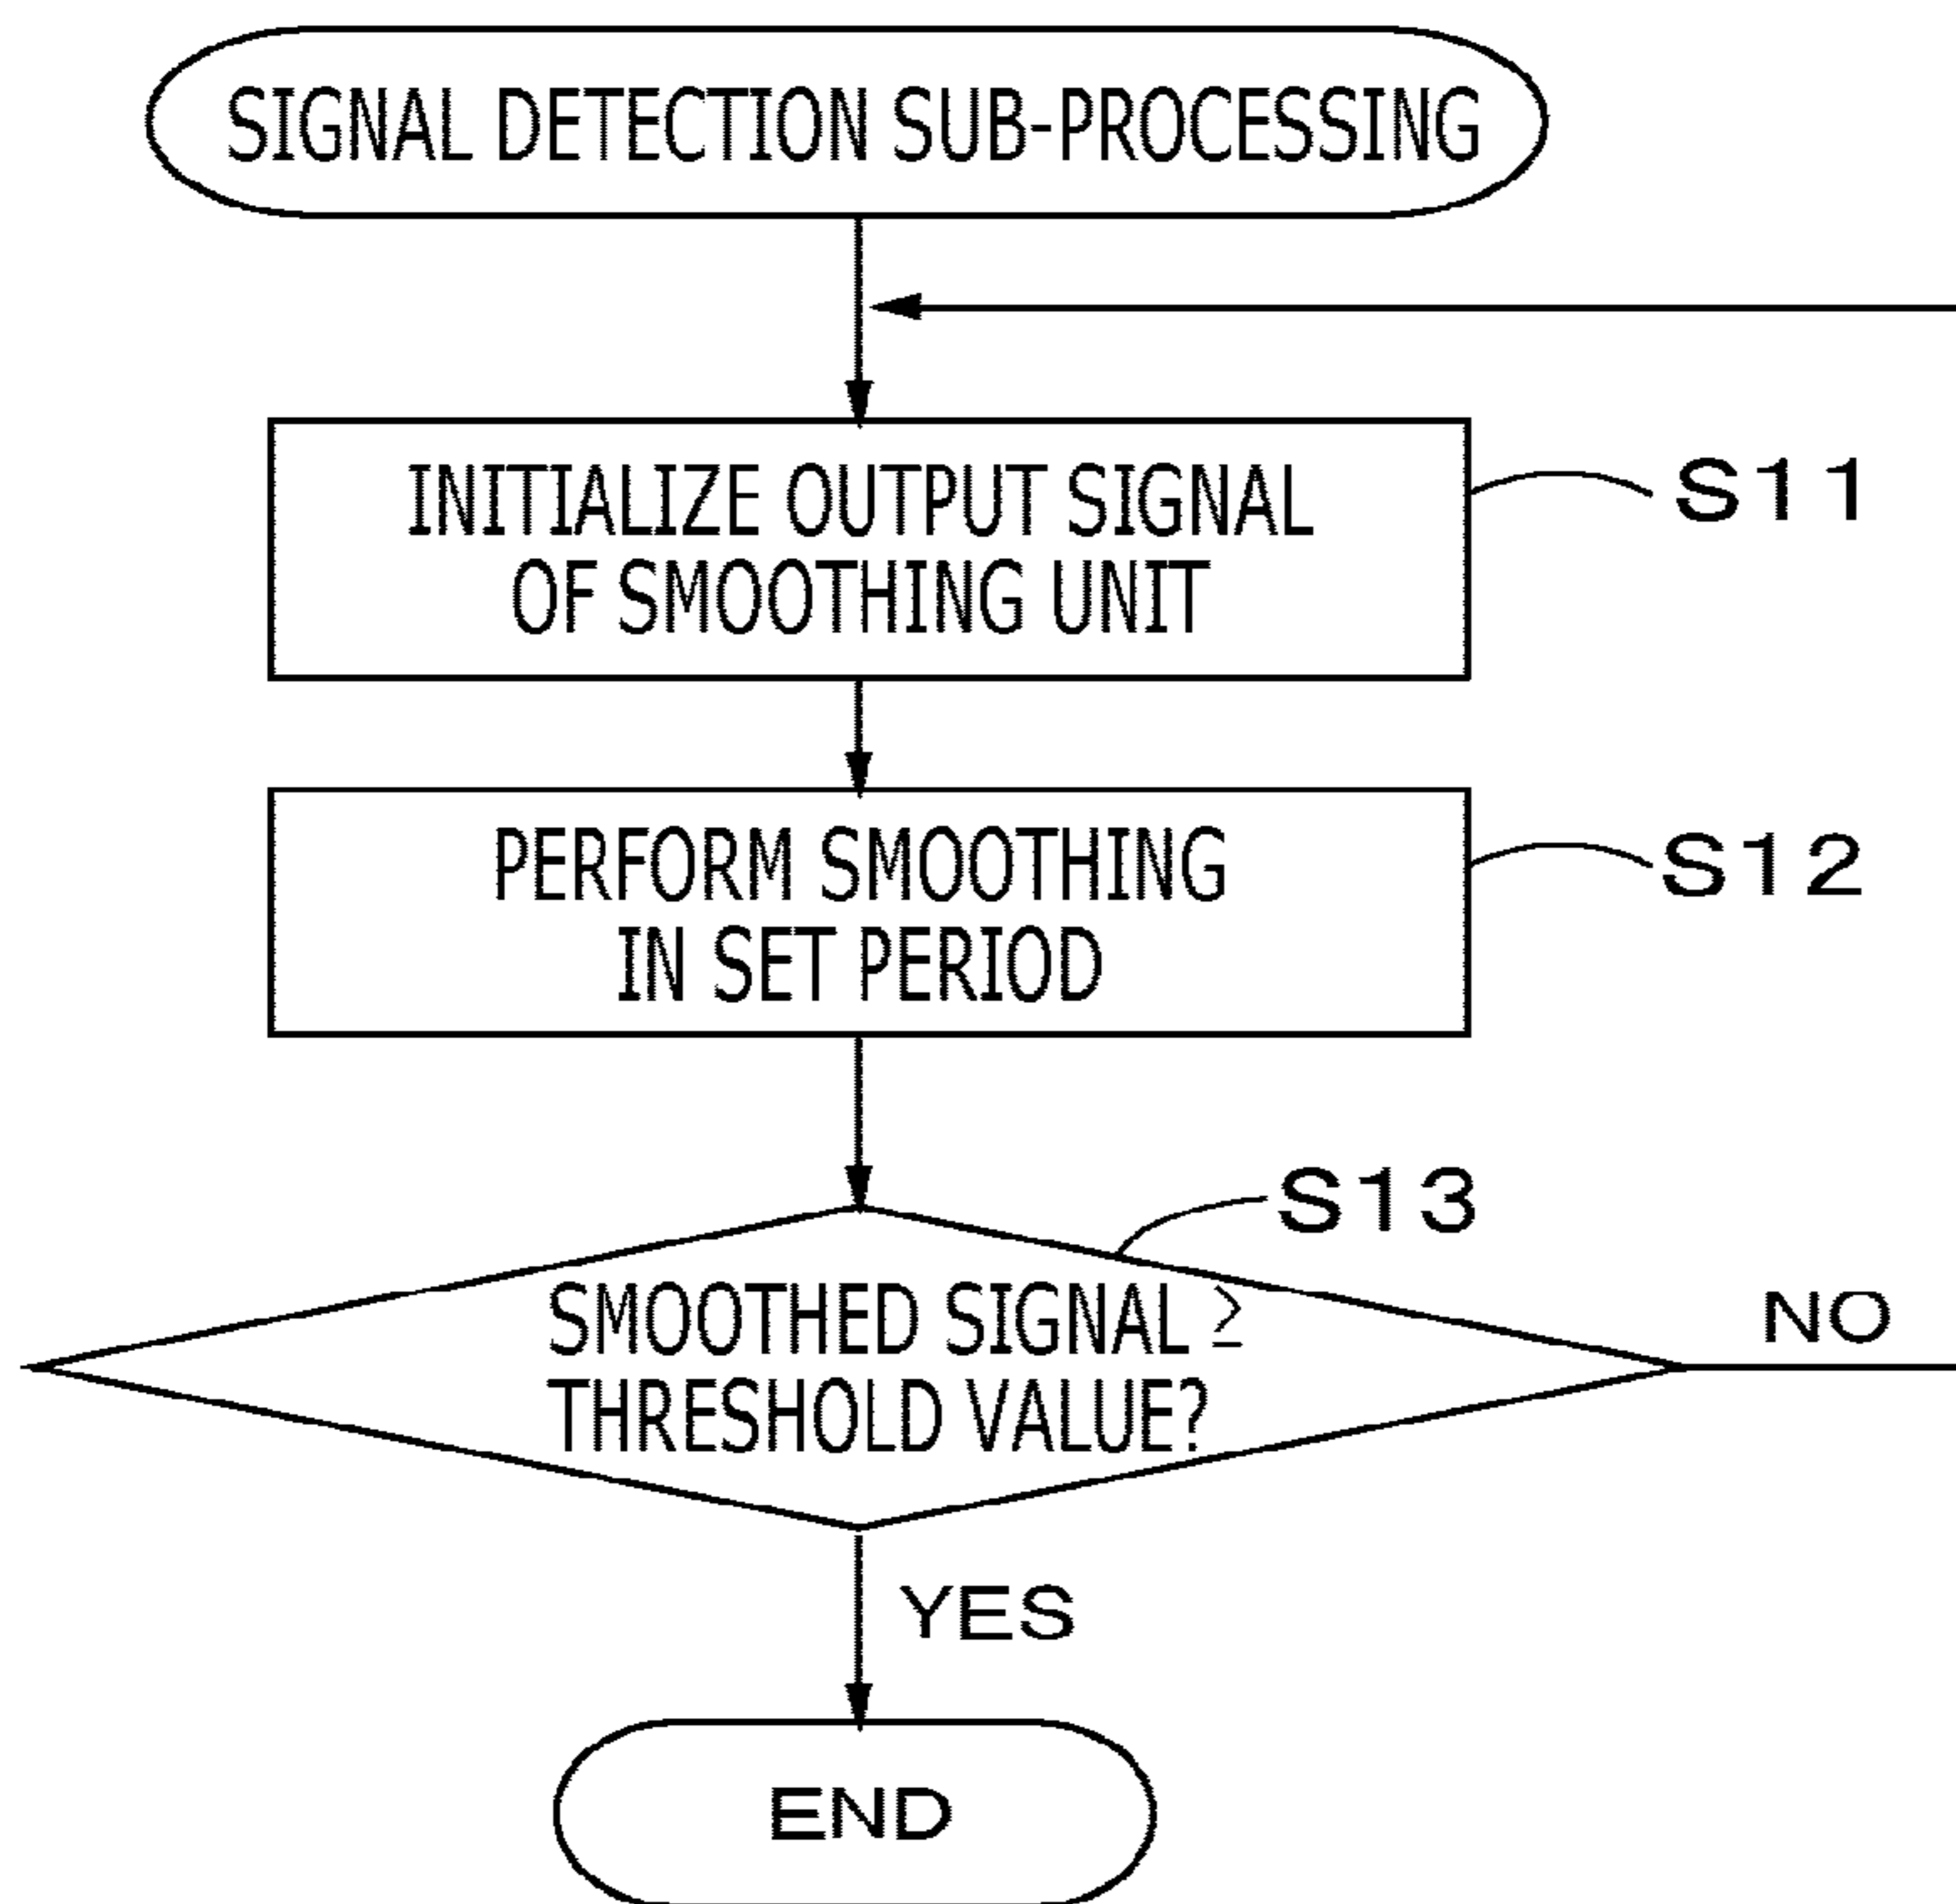 SIGNAL DETECTION SUB-PROCESSING
INITIALIZE OUTPUT SIGNAL
OF SMOOTHING UNIT
S11
PERFORM SMOOTHING
IN SET PERIOD
S12
S13
SMOOTHED SIGNAL ≥
THRESHOLD VALUE?
NO
YES
END